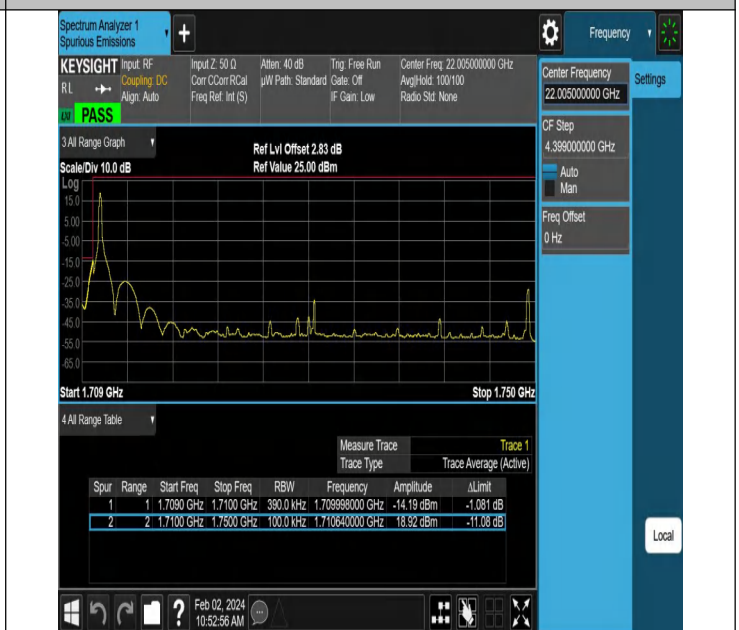 Spectrum Analyzer 1
Spurious Emissions
+
Frequency
KEYSIGHT
RL
PASS
Input: RF
Coupling: DC
Align: Auto
Input Z: 50 Ω
Corr CCorr RCal
Freq Ref: Int (S)
Atten: 40 dB
µW Path: Standard
Trig: Free Run
Gate: Off
IF Gain: Low
Center Freq: 22.005000000 GHz
Avg|Hold: 100/100
Radio Std: None
Center Frequency
22.005000000 GHz
Settings
CF Step
4.399000000 GHz
Auto
Man
Freq Offset
0 Hz
3 All Range Graph
Ref Lvl Offset 2.83 dB
Scale/Div 10.0 dB
Ref Value 25.00 dBm
Log
15.0
5.00
-5.00
-15.0
-25.0
-35.0
-45.0
-55.0
-65.0
Start 1.709 GHz
Stop 1.750 GHz
4 All Range Table
Measure Trace Trace 1
Trace Type Trace Average (Active)
Spur Range Start Freq Stop Freq RBW Frequency Amplitude ΔLimit
1 1 1.7090 GHz 1.7100 GHz 390.0 kHz 1.709998000 GHz -14.19 dBm -1.081 dB
2 2 1.7100 GHz 1.7500 GHz 100.0 kHz 1.710640000 GHz 18.92 dBm -11.08 dB
Local
?
Feb 02, 2024
10:52:56 AM